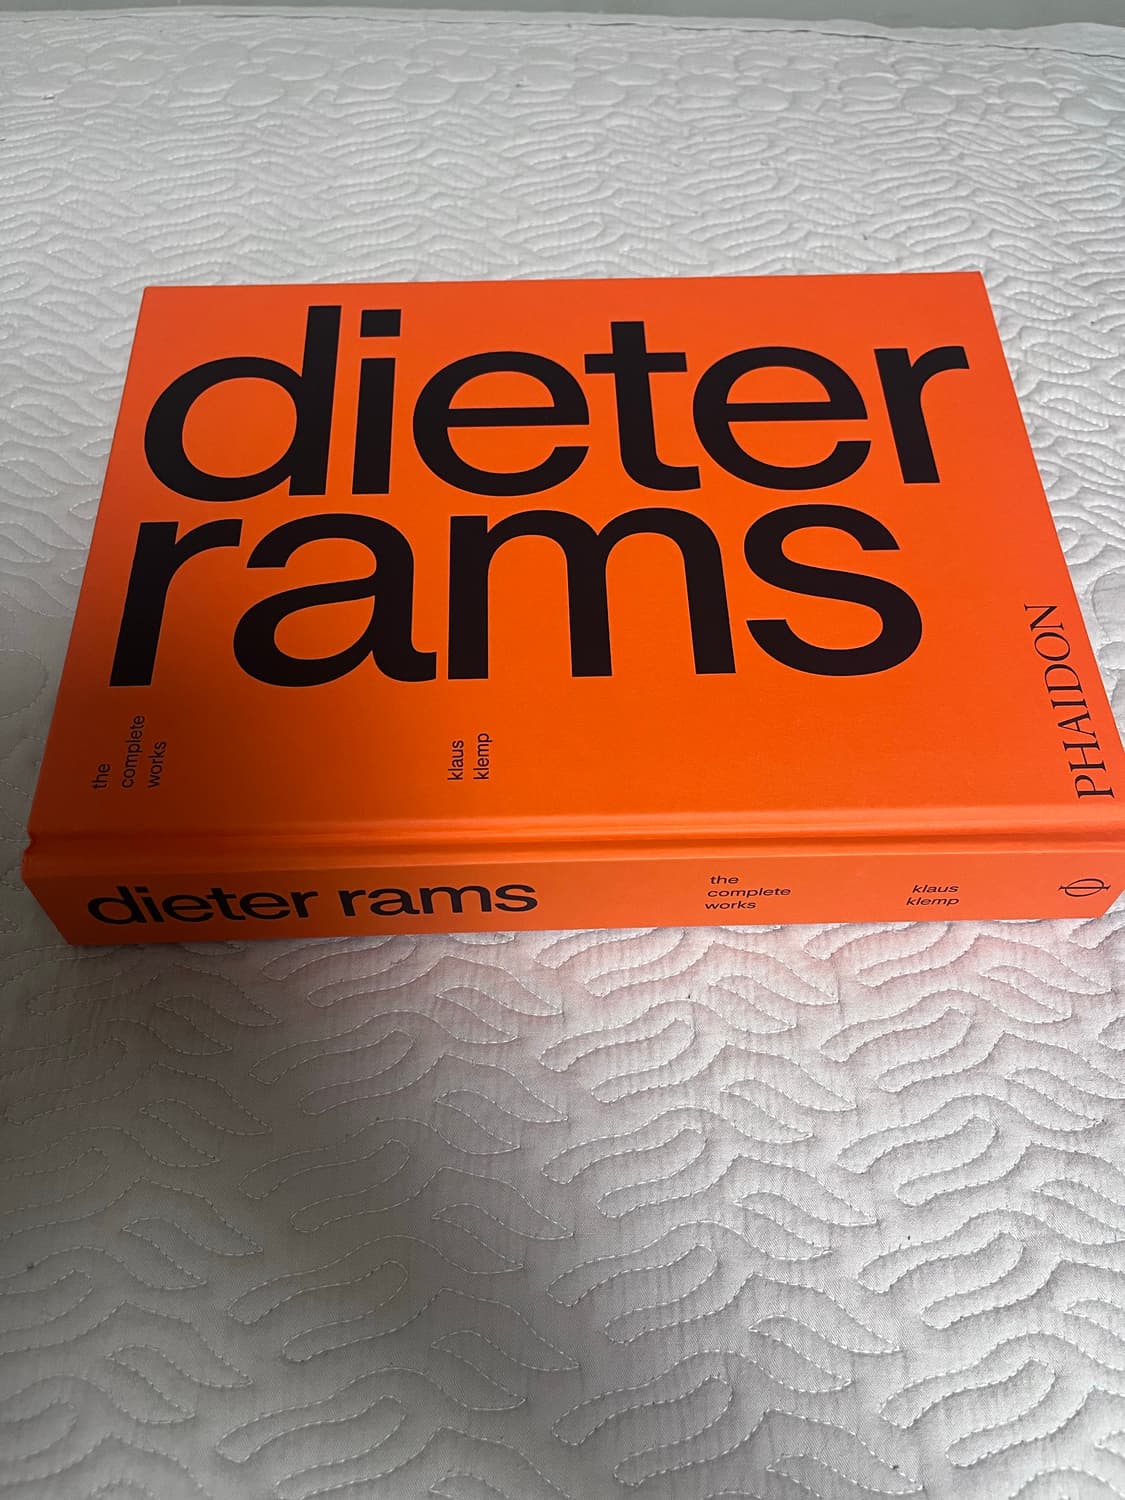 dieter
rams
the
complete
works
klaus
klemp
PHAIDON
dieter rams
the
complete
works
klaus
klemp